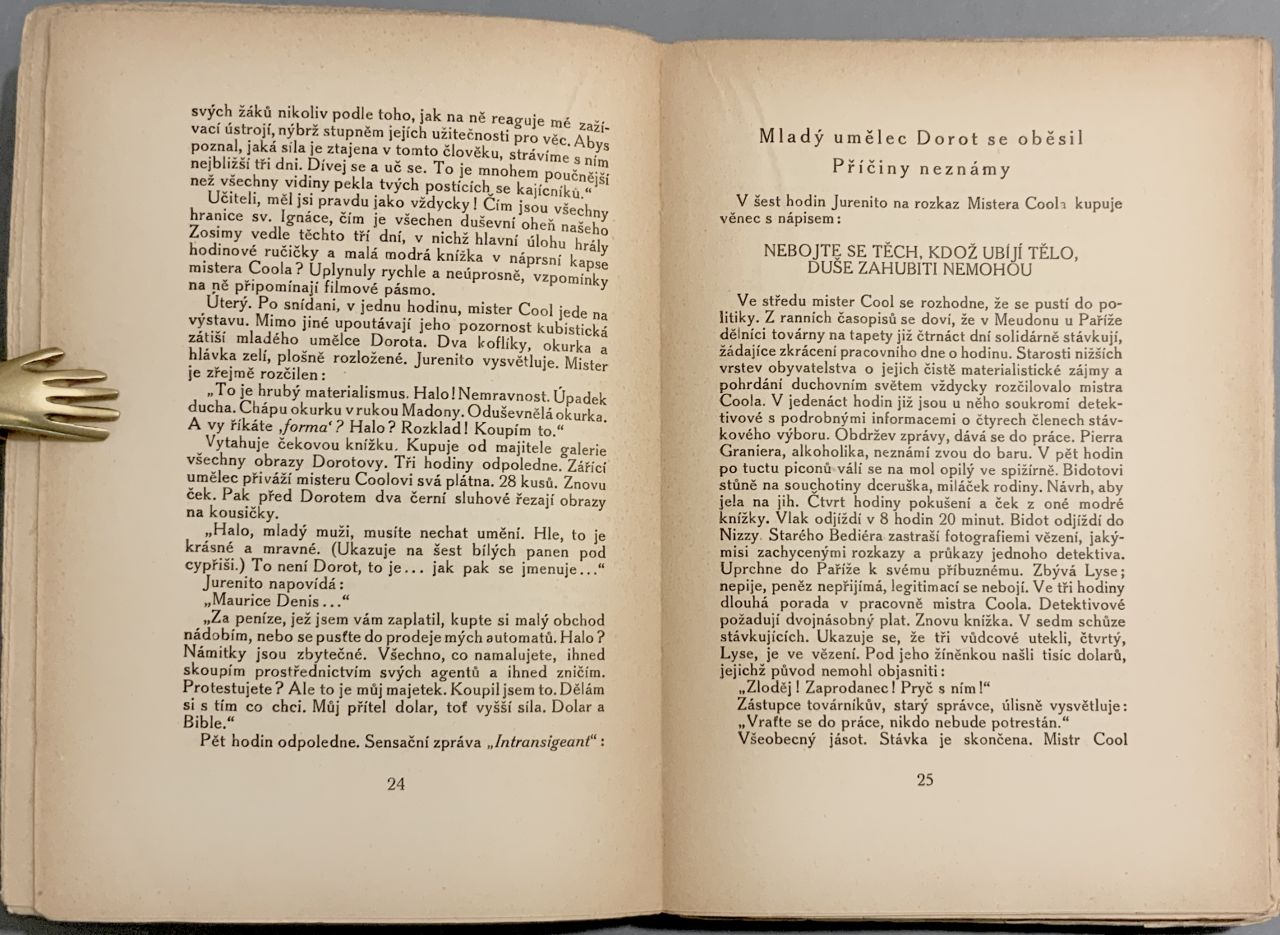 svých žáků nikoliv podle toho, jak na ně reaguje mé zaží-
vací ústrojí, nýbrž stupněm jejích užitečnosti pro věc. Abys
poznal, jaká síla je ztajena v tomto člověku, strávíme s ním
nejbližší tři dni. Dívej se a uč se. To je mnohem poučnější
než všechny vidiny pekla tvých postících se kajícníků.“
Učiteli, měl jsi pravdu jako vždycky! Čím jsou všechny
hranice sv. Ignáce, čím je všechen duševní oheň našeho
Zosimy vedle těchto tří dní, v nichž hlavní úlohu hrály
hodinové ručičky a malá modrá knížka v náprsní kapse
mistera Coola? Uplynuly rychle a neúprosně, vzpomínky
na ně připomínají filmové pásmo.
Úterý. Po snídani, v jednu hodinu, mister Cool jede na
výstavu. Mimo jiné upoutávají jeho pozornost kubistická
zátiší mladého umělce Dorota. Dva koflíky, okurka a
hlávka zelí, plošně rozložené. Jurenito vysvětluje. Mister
je zřejmě rozčilen:
„To je hrubý materialismus. Halo! Nemravnost. Úpadek
ducha. Chápu okurku v rukou Madony. Oduševnělá okurka.
A vy říkáte ‚forma‘? Halo? Rozklad! Koupím to.“
Vytahuje čekovou knížku. Kupuje od majitele galerie
všechny obrazy Dorotovy. Tři hodiny odpoledne. Zářící
umělec přiváží misteru Coolovi svá plátna. 28 kusů. Znovu
ček. Pak před Dorotem dva černí sluhové řezají obrazy
na kousičky.
„Halo, mladý muži, musíte nechat umění. Hle, to je
krásné a mravné. (Ukazuje na šest bílých panen pod
cypřiši.) To není Dorot, to je... jak pak se jmenuje...“
Jurenito napovídá:
„Maurice Denis...“
„Za peníze, jež jsem vám zaplatil, kupte si malý obchod
nádobím, nebo se pusťte do prodeje mých automatů. Halo?
Námitky jsou zbytečné. Všechno, co namalujete, ihned
skoupím prostřednictvím svých agentů a ihned zničím.
Protestujete? Ale to je můj majetek. Koupil jsem to. Dělám
si s tím co chci. Můj přítel dolar, toť vyšší síla. Dolar a
Bible.“
Pět hodin odpoledne. Sensační zpráva „Intransigeant“:
24
Mladý umělec Dorot se oběsil
Příčiny neznámy
V šest hodin Jurenito na rozkaz Mistera Coola kupuje
věnec s nápisem:
NEBOJTE SE TĚCH, KDOŽ UBÍJÍ TĚLO,
DUŠE ZAHUBITI NEMOHOU
Ve středu mister Cool se rozhodne, že se pustí do po-
litiky. Z ranních časopisů se doví, že v Meudonu u Paříže
dělníci továrny na tapety již čtrnáct dní solidárně stávkují,
žádajíce zkrácení pracovního dne o hodinu. Starosti nižších
vrstev obyvatelstva o jejich čistě materialistické zájmy a
pohrdání duchovním světem vždycky rozčilovalo mistra
Coola. V jedenáct hodin již jsou u něho soukromí detek-
tivové s podrobnými informacemi o čtyrech členech stáv-
kového výboru. Obdržev zprávy, dává se do práce. Pierra
Graniera, alkoholika, neznámí zvou do baru. V pět hodin
po tuctu piconů válí se na mol opilý ve spižírně. Bidotovi
stůně na souchotiny dceruška, miláček rodiny. Návrh, aby
jela na jih. Čtvrt hodiny pokušení a ček z oné modré
knížky. Vlak odjíždí v 8 hodin 20 minut. Bidot odjíždí do
Nizzy. Starého Bediéra zastraší fotografiemi vězení, jaký-
misi zachycenými rozkazy a průkazy jednoho detektiva.
Uprchne do Paříže k svému příbuznému. Zbývá Lyse;
nepije, peněz nepřijímá, legitimací se nebojí. Ve tři hodiny
dlouhá porada v pracovně mistra Coola. Detektivové
požadují dvojnásobný plat. Znovu knížka. V sedm schůze
stávkujících. Ukazuje se, že tři vůdcové utekli, čtvrtý,
Lyse, je ve vězení. Pod jeho žíněnkou našli tisíc dolarů,
jejichž původ nemohl objasniti:
„Zloděj! Zaprodanec! Pryč s ním!“
Zástupce továrníkův, starý správce, úlisně vysvětluje:
„Vraťte se do práce, nikdo nebude potrestán.“
Všeobecný jásot. Stávka je skončena. Mistr Cool
25